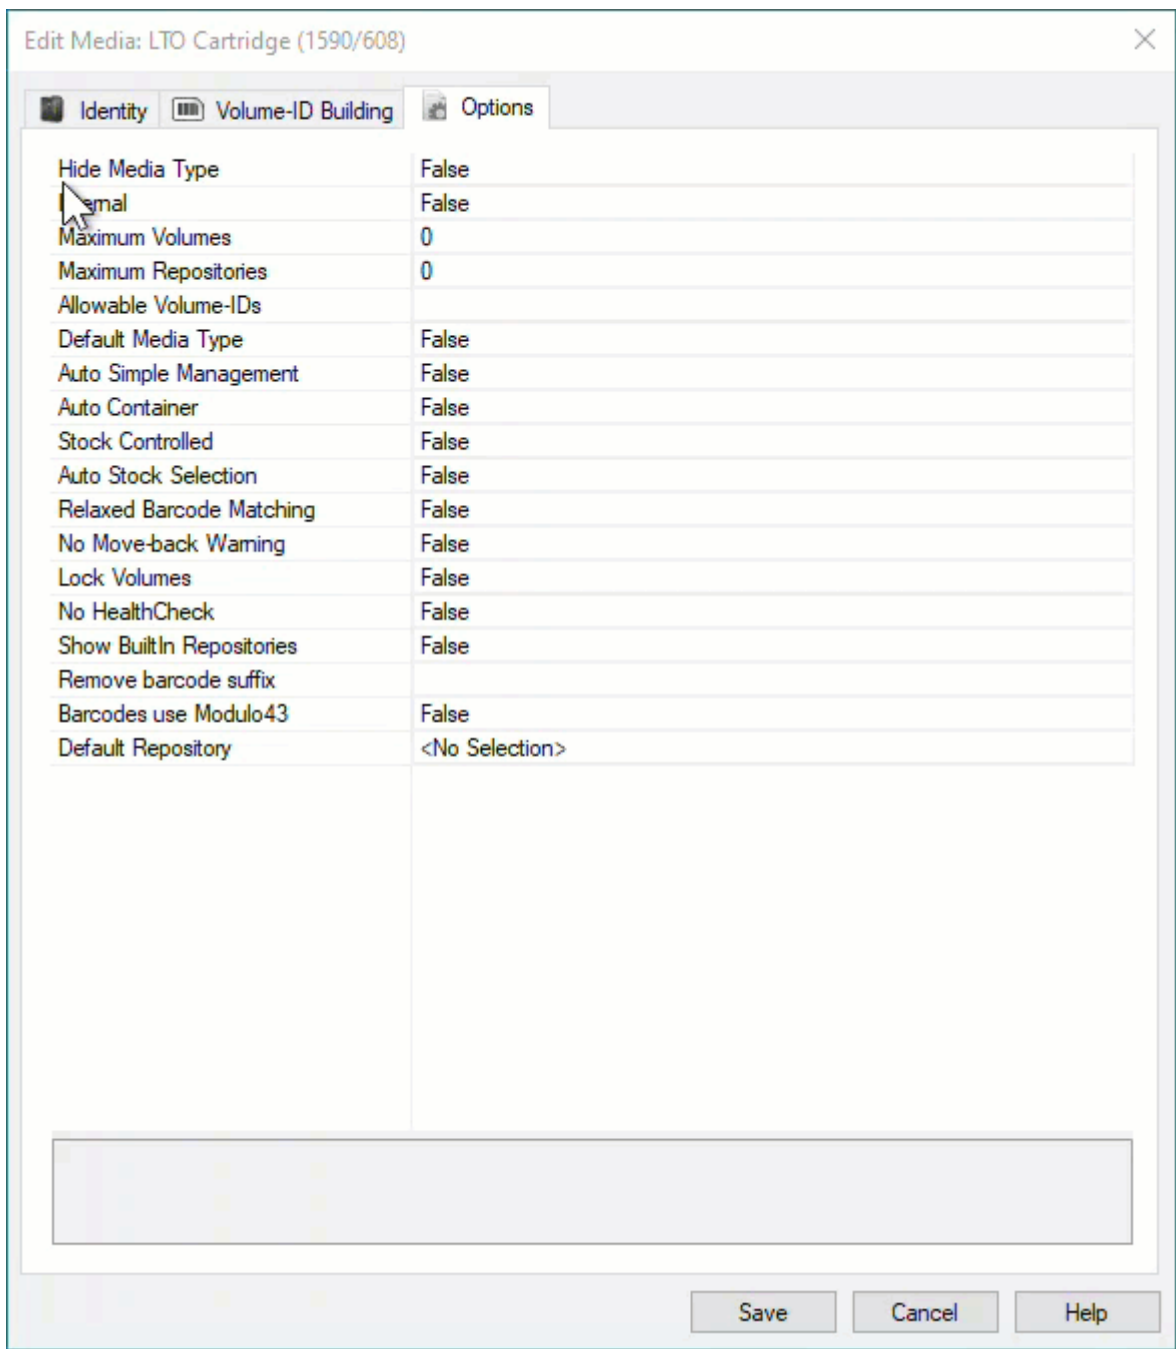 Edit Media: LTO Cartridge (1590/608)
Identity Volume-ID Building Options
Hide Media Type False
False
Maximum Volumes 0
Maximum Repositories 0
Allowable Volume-IDs
Default Media Type False
Auto Simple Management False
Auto Container False
Stock Controlled False
Auto Stock Selection False
Relaxed Barcode Matching False
No Move-back Warning False
Lock Volumes False
No HealthCheck False
Show BuiltIn Repositories False
Remove barcode suffix
Barcodes use Modulo43 False
Default Repository <No Selection>
Save Cancel Help